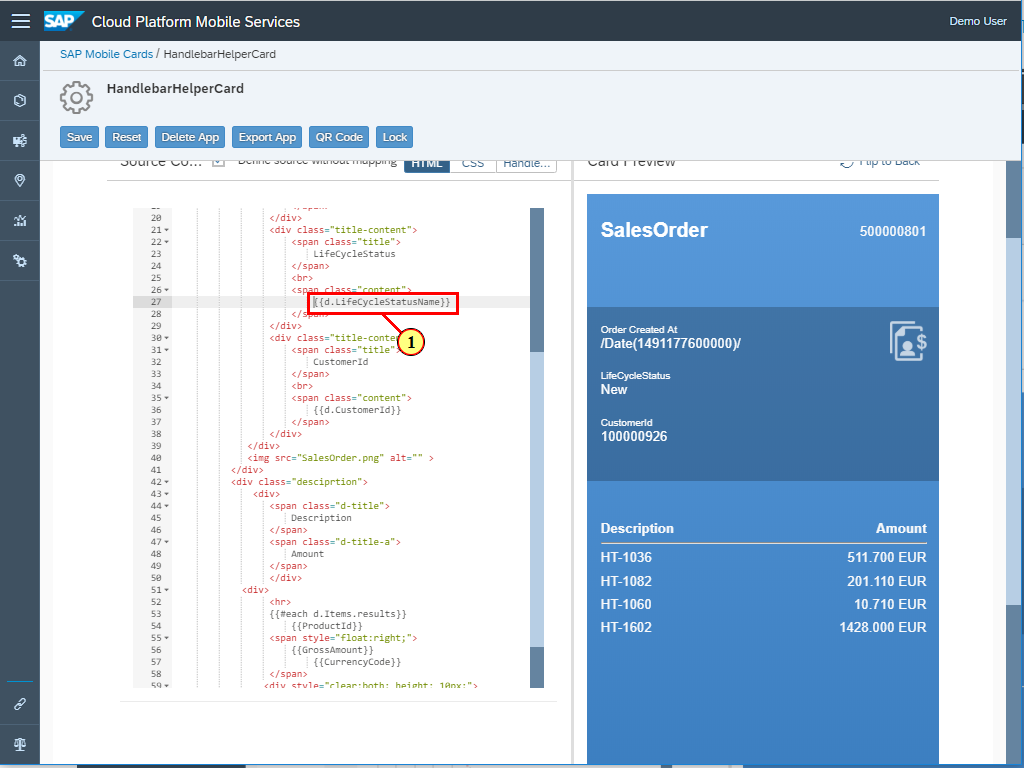 SAP Cloud Platform Mobile Services Demo User
SAP Mobile Cards / HandlebarHelperCard
HandlebarHelperCard
Save Reset Delete App Export App QR Code Lock
Source Co... Define source without mapping HTML CSS Handle... Card Preview Flip to Back
20 </div>
21 <div class="title-content">
22 <span class="title">
23 LifeCycleStatus
24 </span>
25 <br>
26 <span class="content">
27 {{d.LifeCycleStatusName}}
28 </span>
29 </div>
30 <div class="title-conte
31 <span class="title"
32 CustomerId
33 </span>
34 <br>
35 <span class="content">
36 {{d.CustomerId}}
37 </span>
38 </div>
39 </div>
40 <img src="SalesOrder.png" alt="" >
41 </div>
42 <div class="desciprtion">
43 <div>
44 <span class="d-title">
45 Description
46 </span>
47 <span class="d-title-a">
48 Amount
49 </span>
50 </div>
51 <div>
52 <hr>
53 {{#each d.Items.results}}
54 {{ProductId}}
55 <span style="float:right;">
56 {{GrossAmount}}
57 {{CurrencyCode}}
58 </span>
59 <div style="clear:both; height: 10px;">
1
SalesOrder 500000801
Order Created At
/Date(1491177600000)/
LifeCycleStatus
New
CustomerId
100000926
Description Amount
HT-1036 511.700 EUR
HT-1082 201.110 EUR
HT-1060 10.710 EUR
HT-1602 1428.000 EUR